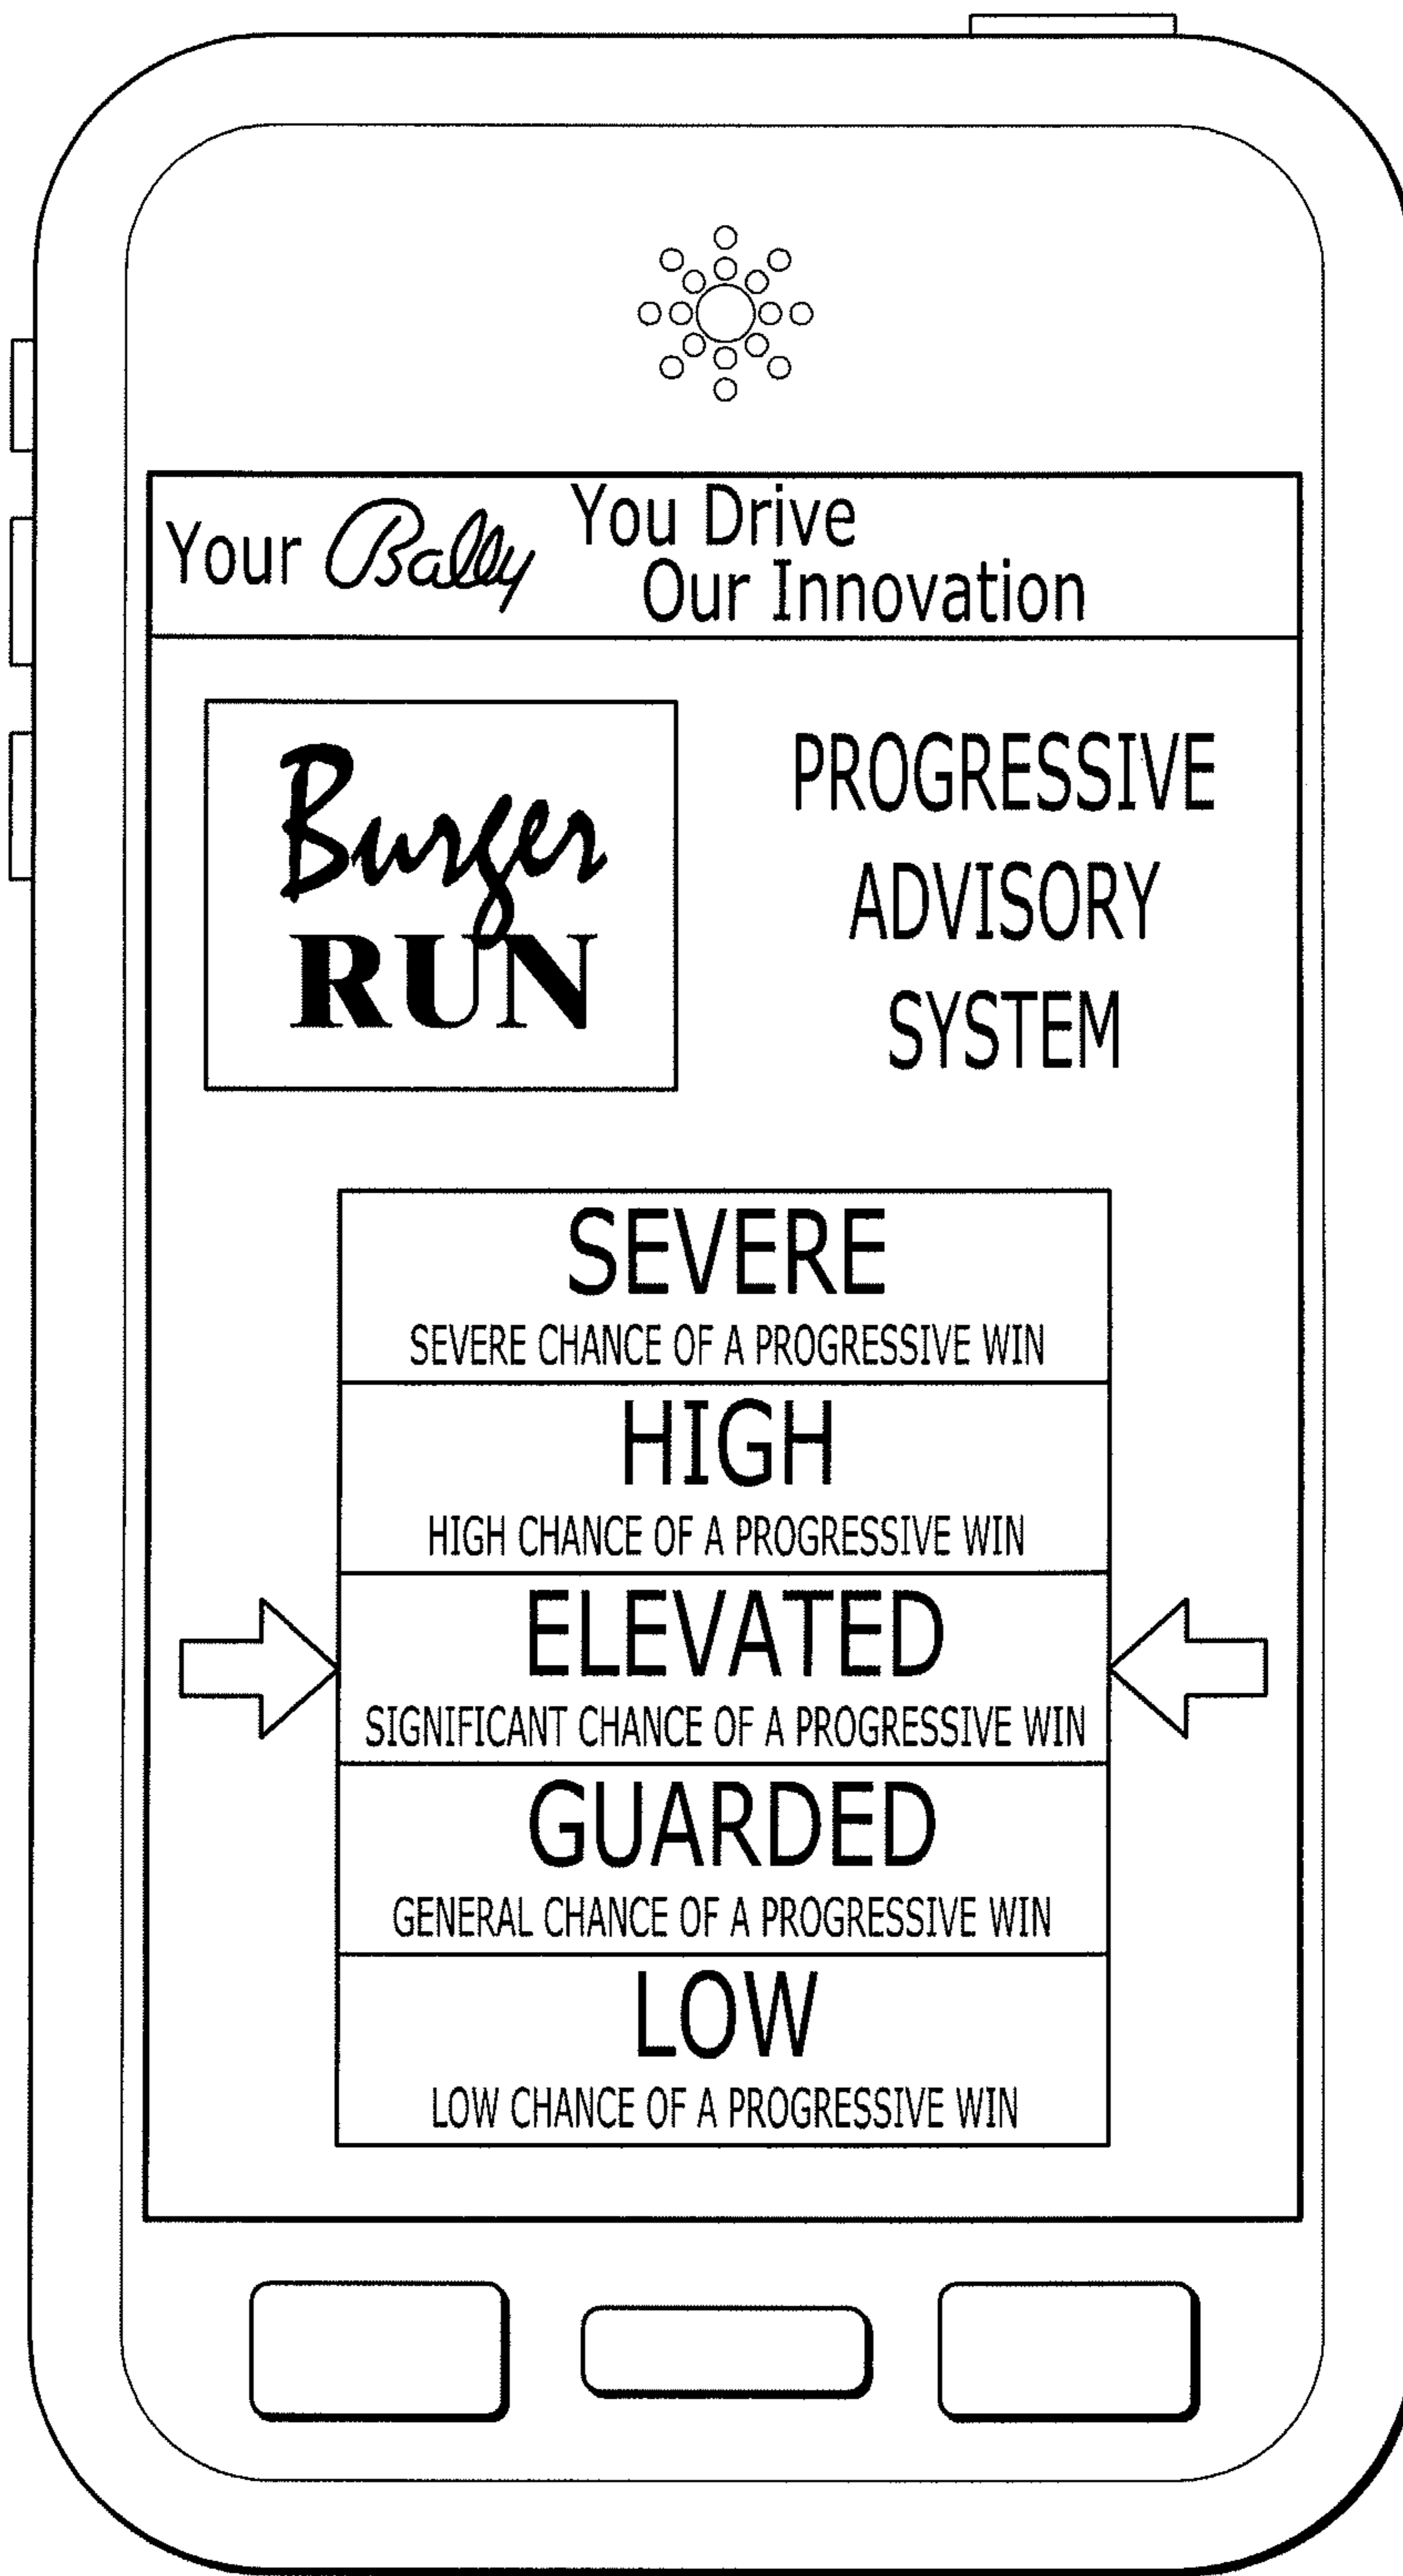 Your Bally
You Drive
Our Innovation
Burger
RUN
PROGRESSIVE
ADVISORY
SYSTEM
SEVERE
SEVERE CHANCE OF A PROGRESSIVE WIN
HIGH
HIGH CHANCE OF A PROGRESSIVE WIN
ELEVATED
SIGNIFICANT CHANCE OF A PROGRESSIVE WIN
GUARDED
GENERAL CHANCE OF A PROGRESSIVE WIN
LOW
LOW CHANCE OF A PROGRESSIVE WIN